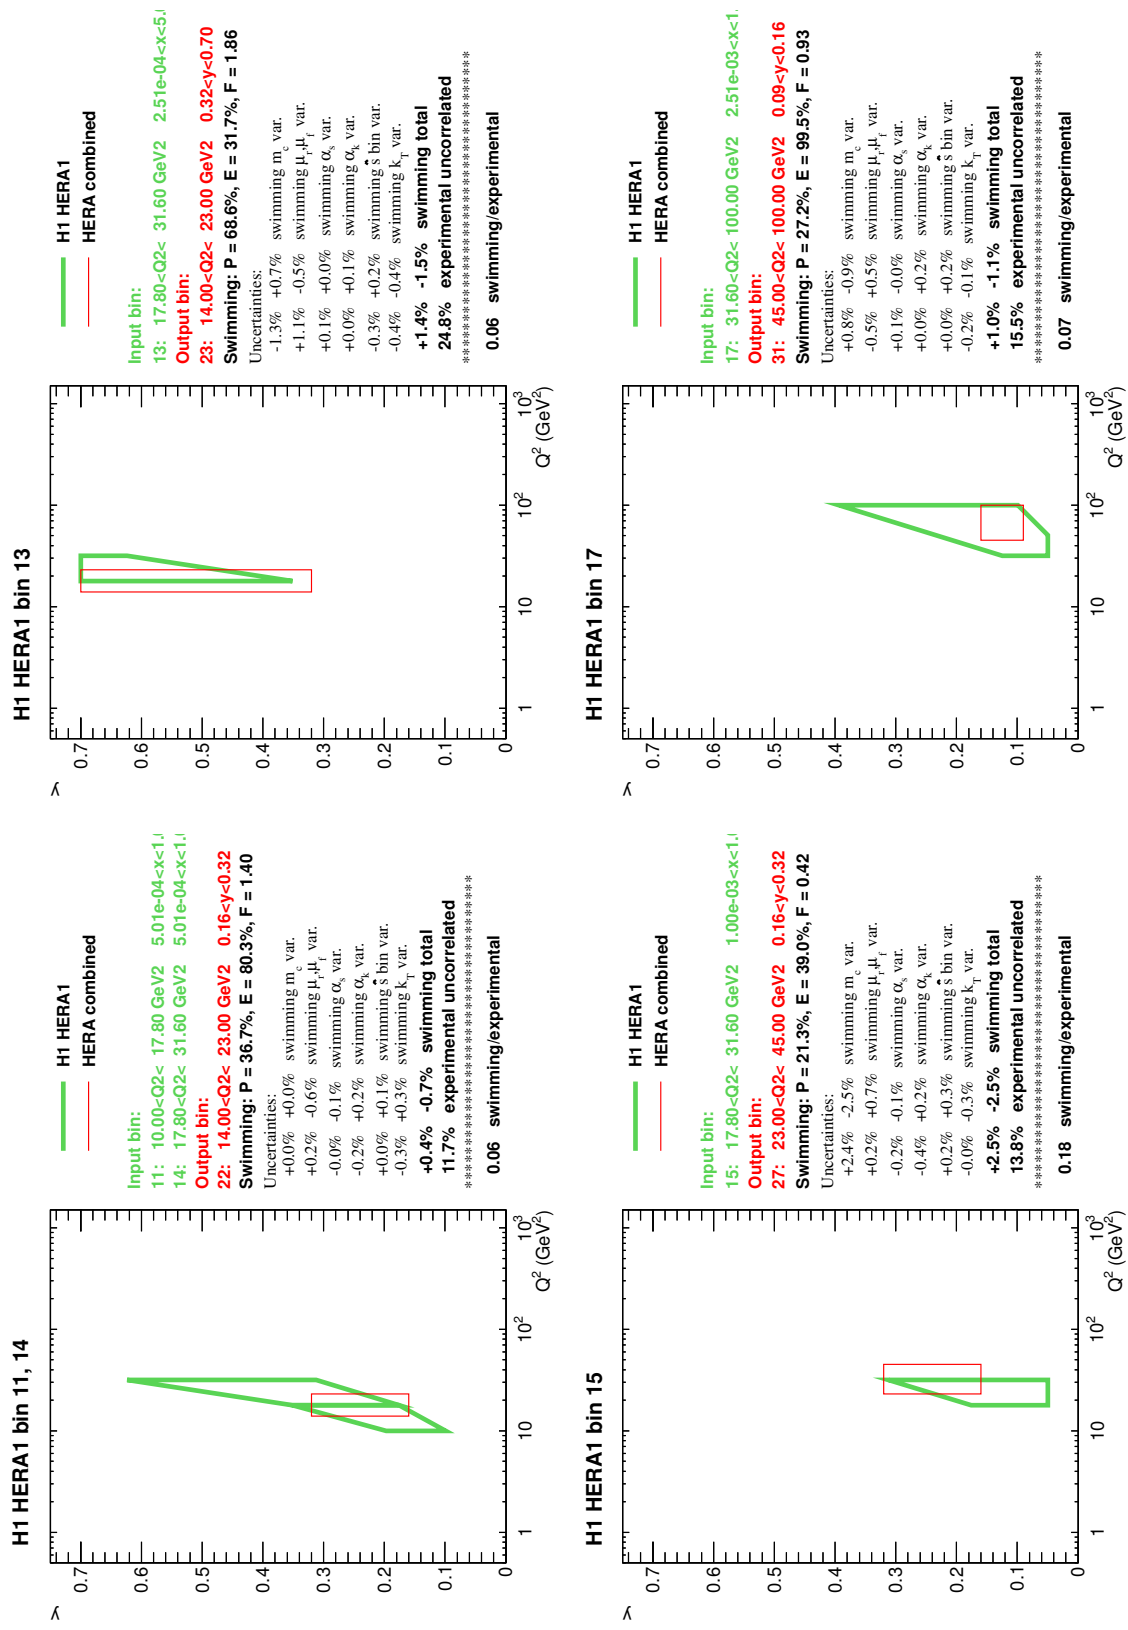 H1 HERA1 bin 11, 14
y
0.7
0.6
0.5
0.4
0.3
0.2
0.1
0
1
10
10²
10³
Q² (GeV²)
H1 HERA1
HERA combined
Input bin:
11: 10.00<Q2< 17.80 GeV2 5.01e-04<x<1.
14: 17.80<Q2< 31.60 GeV2 5.01e-04<x<1.
Output bin:
22: 14.00<Q2< 23.00 GeV2 0.16<y<0.32
Swimming: P = 36.7%, E = 80.3%, F = 1.40
Uncertainties:
+0.0% +0.0% swimming m_c var.
+0.2% -0.6% swimming μ_r,μ_f var.
-0.0% -0.1% swimming α_s var.
-0.2% +0.2% swimming α_k var.
+0.0% +0.1% swimming ŝ bin var.
-0.3% +0.3% swimming k_T var.
+0.4% -0.7% swimming total
11.7% experimental uncorrelated
************************************
0.06 swimming/experimental
H1 HERA1 bin 13
y
0.7
0.6
0.5
0.4
0.3
0.2
0.1
0
1
10
10²
10³
Q² (GeV²)
H1 HERA1
HERA combined
Input bin:
13: 17.80<Q2< 31.60 GeV2 2.51e-04<x<5.
Output bin:
23: 14.00<Q2< 23.00 GeV2 0.32<y<0.70
Swimming: P = 68.6%, E = 31.7%, F = 1.86
Uncertainties:
-1.3% +0.7% swimming m_c var.
+1.1% -0.5% swimming μ_r,μ_f var.
+0.1% +0.0% swimming α_s var.
+0.0% +0.1% swimming α_k var.
-0.3% +0.2% swimming ŝ bin var.
-0.4% -0.4% swimming k_T var.
+1.4% -1.5% swimming total
24.8% experimental uncorrelated
************************************
0.06 swimming/experimental
H1 HERA1 bin 15
y
0.7
0.6
0.5
0.4
0.3
0.2
0.1
0
1
10
10²
10³
Q² (GeV²)
H1 HERA1
HERA combined
Input bin:
15: 17.80<Q2< 31.60 GeV2 1.00e-03<x<1.
Output bin:
27: 23.00<Q2< 45.00 GeV2 0.16<y<0.32
Swimming: P = 21.3%, E = 39.0%, F = 0.42
Uncertainties:
+2.4% -2.5% swimming m_c var.
+0.2% +0.7% swimming μ_r,μ_f var.
-0.2% -0.1% swimming α_s var.
-0.4% +0.2% swimming α_k var.
+0.2% +0.3% swimming ŝ bin var.
-0.0% -0.3% swimming k_T var.
+2.5% -2.5% swimming total
13.8% experimental uncorrelated
************************************
0.18 swimming/experimental
H1 HERA1 bin 17
y
0.7
0.6
0.5
0.4
0.3
0.2
0.1
0
1
10
10²
10³
Q² (GeV²)
H1 HERA1
HERA combined
Input bin:
17: 31.60<Q2< 100.00 GeV2 2.51e-03<x<1.
Output bin:
31: 45.00<Q2< 100.00 GeV2 0.09<y<0.16
Swimming: P = 27.2%, E = 99.5%, F = 0.93
Uncertainties:
+0.8% -0.9% swimming m_c var.
-0.5% +0.5% swimming μ_r,μ_f var.
+0.1% -0.0% swimming α_s var.
+0.0% +0.2% swimming α_k var.
+0.0% +0.2% swimming ŝ bin var.
-0.2% -0.1% swimming k_T var.
+1.0% -1.1% swimming total
15.5% experimental uncorrelated
************************************
0.07 swimming/experimental